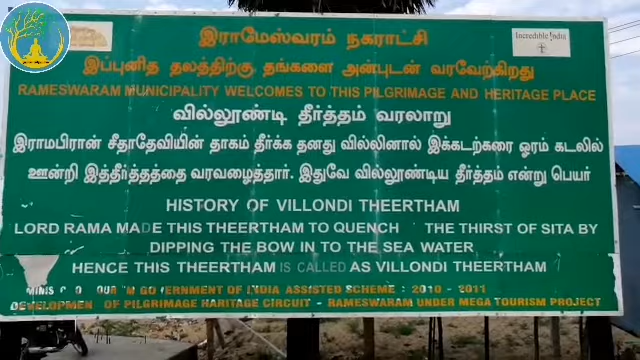 இராமேஸ்வரம் நகராட்சி
Incredible India
இப்புனித தலத்திற்கு தங்களை அன்புடன் வரவேற்கிறது
RAMESWARAM MUNICIPALITY WELCOMES TO THIS PILGRIMAGE AND HERITAGE PLACE
வில்லூண்டி தீர்த்தம் வரலாறு
இராமபிரான் சீதாதேவியின் தாகம் தீர்க்க தனது வில்லினால் இக்கடற்கரை ஓரம் கடலில்
ஊன்றி இத்தீர்த்தத்தை வரவழைத்தார். இதுவே வில்லூண்டிய தீர்த்தம் என்று பெயர்
HISTORY OF VILLONDI THEERTHAM
LORD RAMA MADE THIS THEERTHAM TO QUENCH THE THIRST OF SITA BY
DIPPING THE BOW IN TO THE SEA WATER
HENCE THIS THEERTHAM IS CALLED AS VILLONDI THEERTHAM
OF INDIA ASSISTED SCHEME : 2010 - 2011
OF PILGRIMAGE HARITAGE CIRCUIT - RAMESWARAM UNDER MEGA TOURISM PROJECT